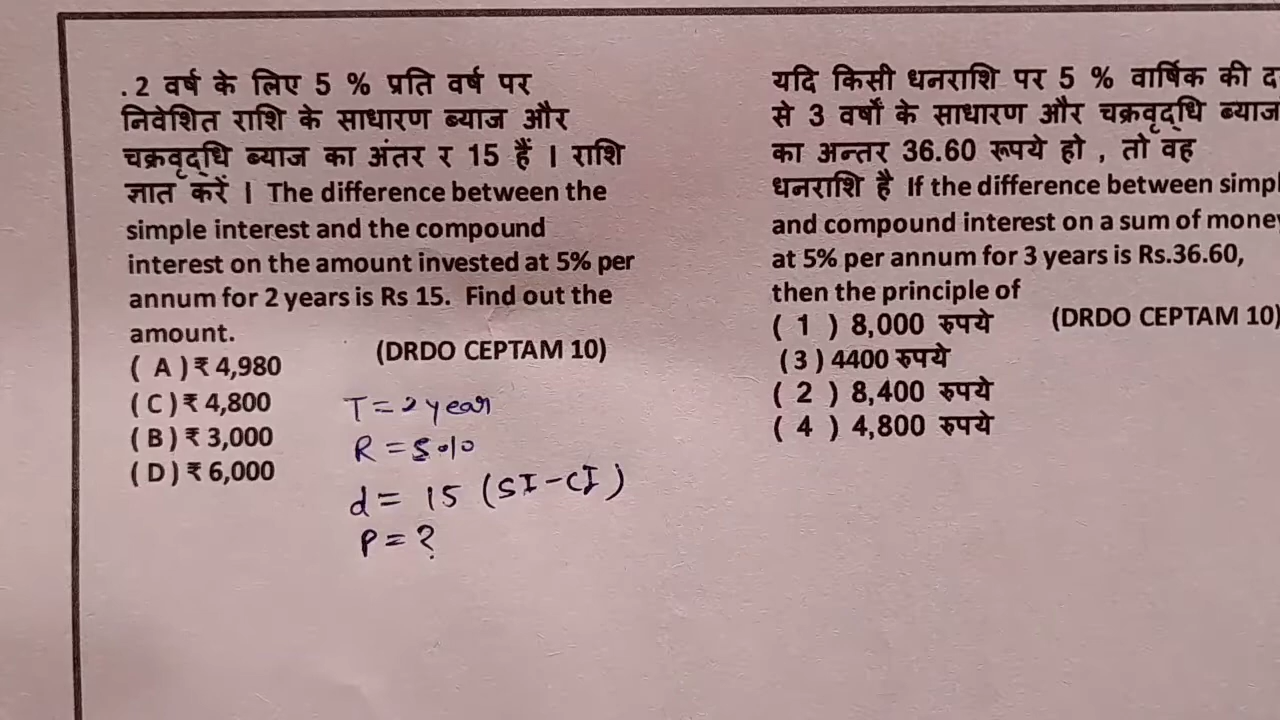 .2 वर्ष के लिए 5 % प्रति वर्ष पर
निवेशित राशि के साधारण ब्याज और
चक्रवृद्धि ब्याज का अंतर र 15 हैं । राशि
ज्ञात करें । The difference between the
simple interest and the compound
interest on the amount invested at 5% per
annum for 2 years is Rs 15. Find out the
amount.
(DRDO CEPTAM 10)
( A ) ₹ 4,980
( C ) ₹ 4,800
( B ) ₹ 3,000
( D ) ₹ 6,000
T = 2 year
R = 5%
d = 15 (SI-CI)
P = ?
यदि किसी धनराशि पर 5 % वार्षिक की द
से 3 वर्षों के साधारण और चक्रवृद्धि ब्याज
का अन्तर 36.60 रूपये हो , तो वह
धनराशि है If the difference between simpl
and compound interest on a sum of money
at 5% per annum for 3 years is Rs.36.60,
then the principle of
( 1 ) 8,000 रुपये (DRDO CEPTAM 10)
( 3 ) 4400 रुपये
( 2 ) 8,400 रुपये
( 4 ) 4,800 रुपये